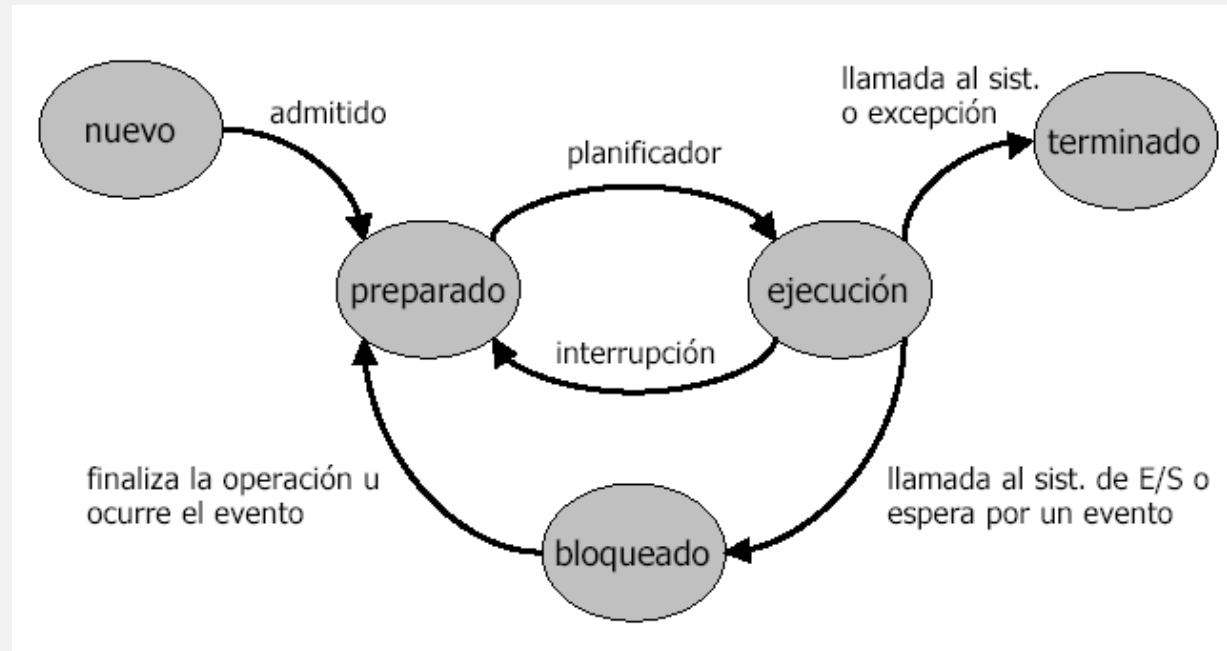 nuevo
admitido
planificador
llamada al sist.
o excepción
terminado
preparado
ejecución
interrupción
finaliza la operación u
ocurre el evento
llamada al sist. de E/S o
espera por un evento
bloqueado